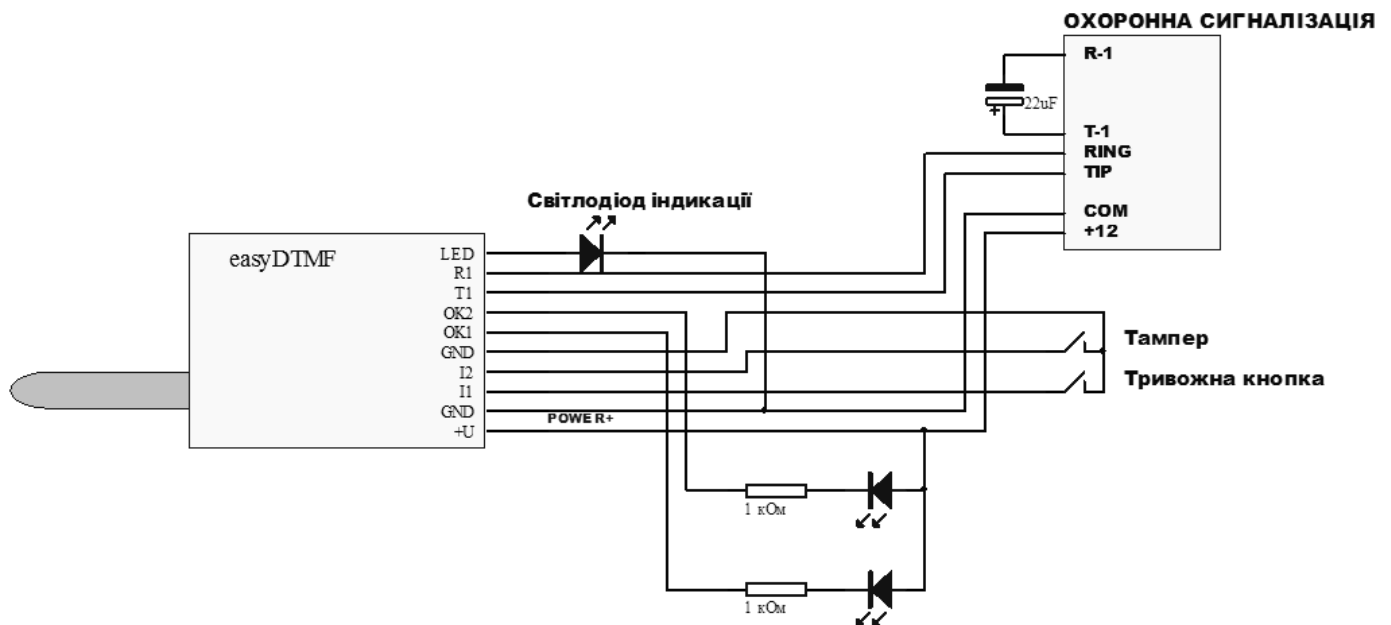 ОХОРОННА СИГНАЛІЗАЦІЯ
R-1
22uF
+
T-1
RING
TIP
COM
+12
Світлодіод індикації
easyDTMF
LED
R1
T1
OK2
OK1
GND
I2
I1
GND
+U
POWER+
Тампер
Тривожна кнопка
1 кОм
1 кОм